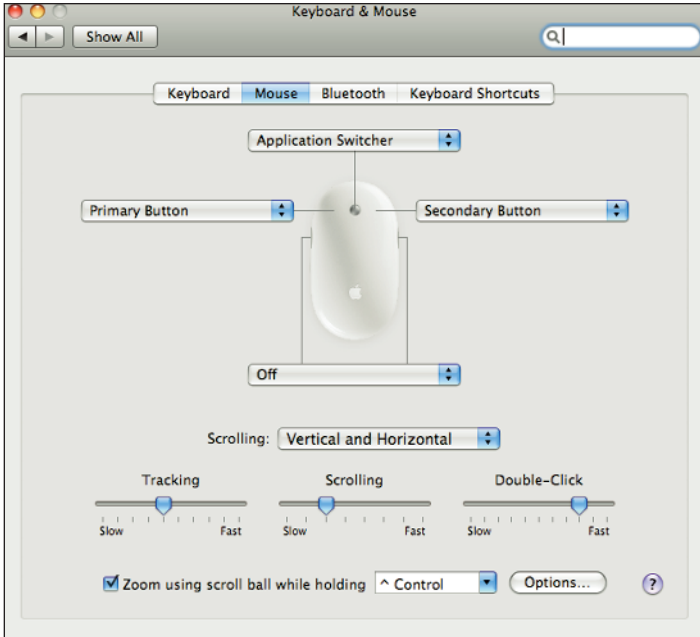 Keyboard & Mouse
Show All
Keyboard Mouse Bluetooth Keyboard Shortcuts
Application Switcher
Primary Button Secondary Button
Off
Scrolling: Vertical and Horizontal
Tracking Scrolling Double-Click
Slow Fast Slow Fast Slow Fast
Zoom using scroll ball while holding ^ Control Options... ?